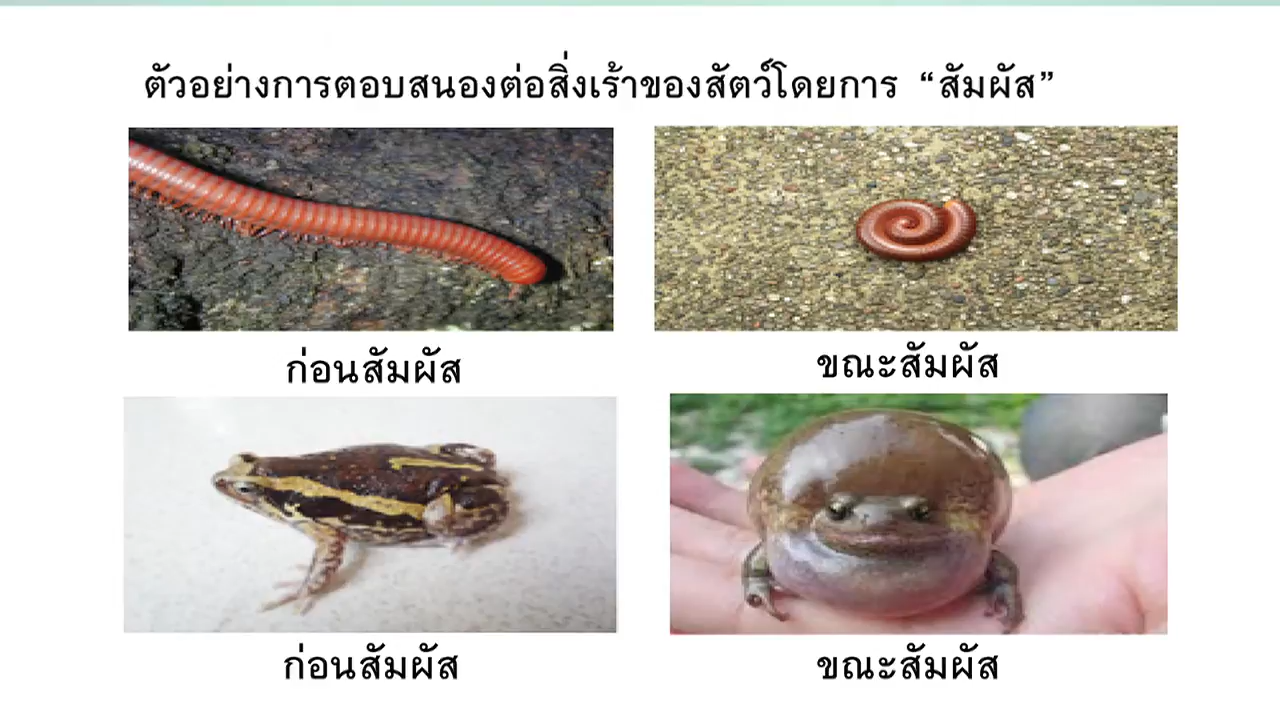 ตัวอย่างการตอบสนองต่อสิ่งเร้าของสัตว์โดยการ “สัมผัส”
ก่อนสัมผัส
ขณะสัมผัส
ก่อนสัมผัส
ขณะสัมผัส